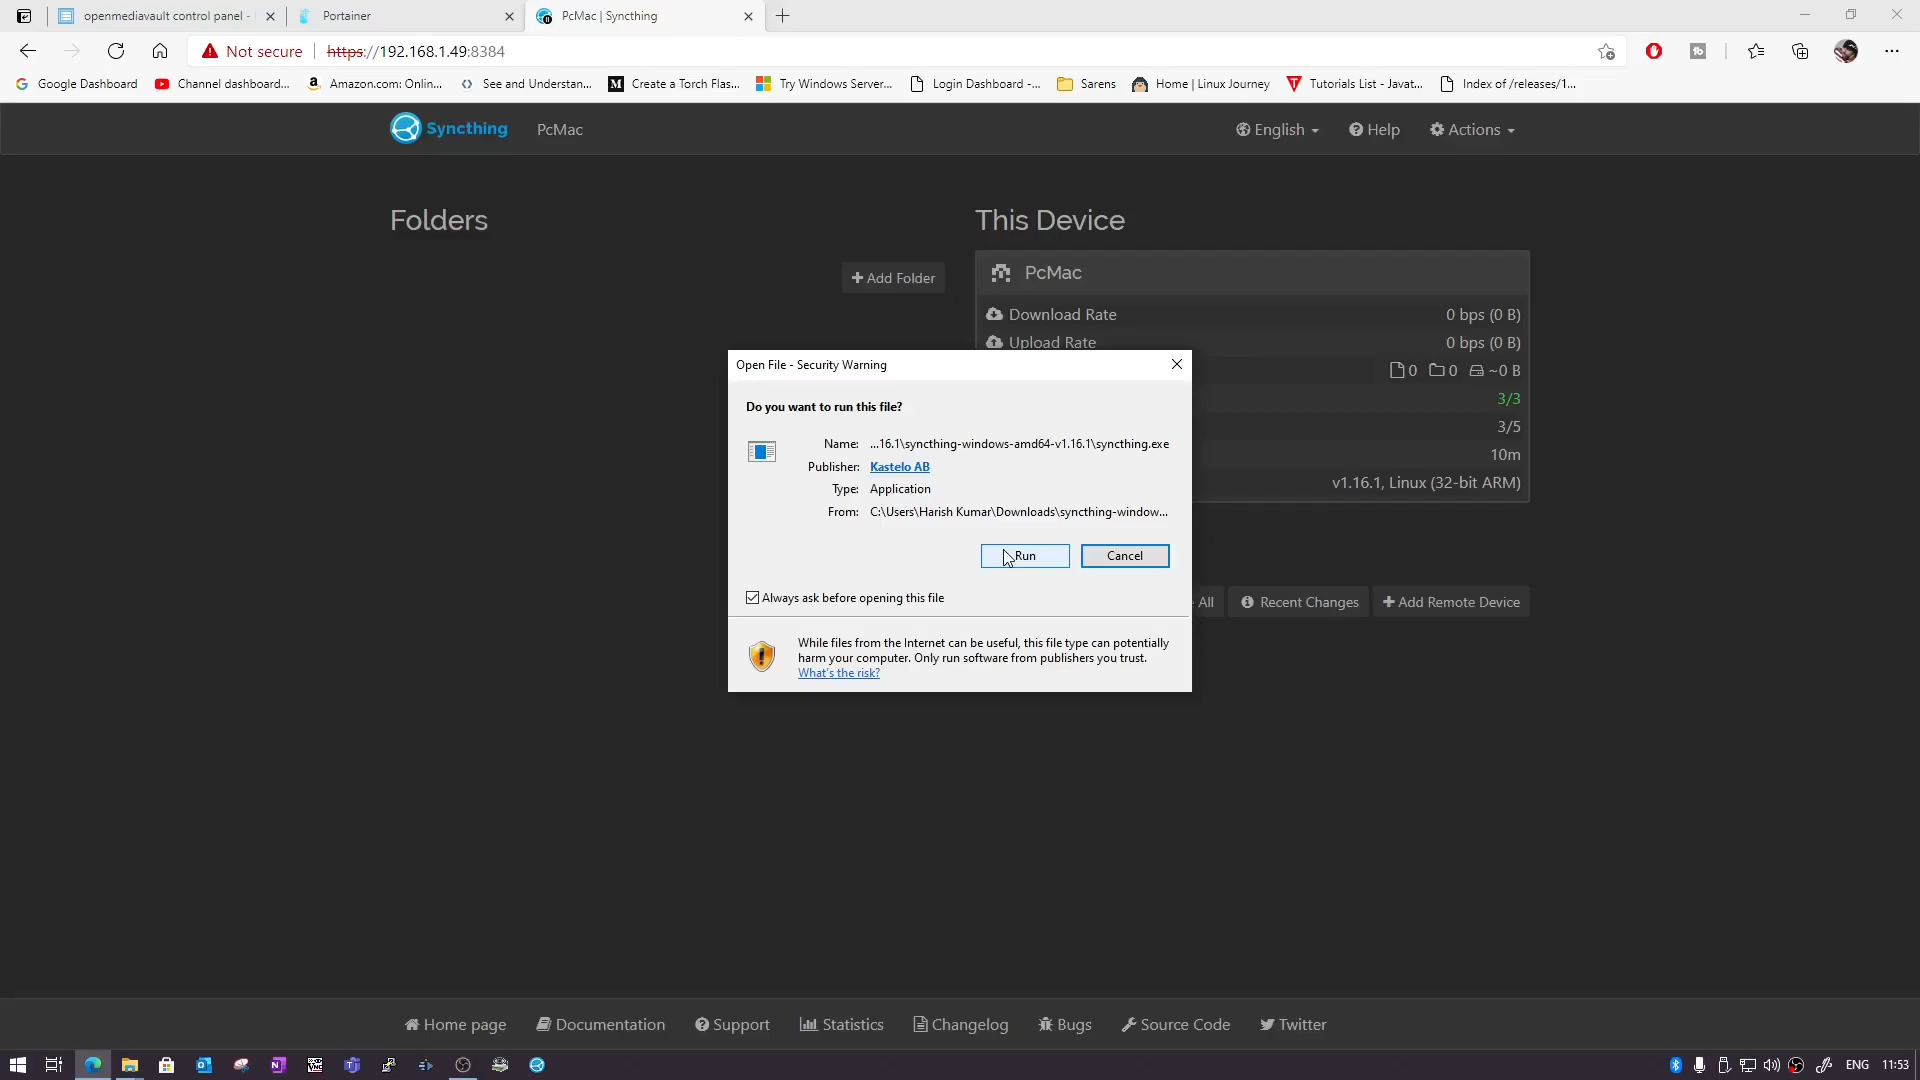 openmediavault control panel -
Portainer
PcMac | Syncthing
Not secure
https://192.168.1.49:8384
Google Dashboard
Channel dashboard...
Amazon.com: Onlin...
See and Understan...
Create a Torch Flas...
Try Windows Server...
Login Dashboard -...
Sarens
Home | Linux Journey
Tutorials List - Javat...
Index of /releases/1...
Syncthing
PcMac
English
Help
Actions
Folders
This Device
Add Folder
PcMac
Download Rate
0 bps (0 B)
Upload Rate
0 bps (0 B)
0 0 ~0 B
3/3
3/5
10m
v1.16.1, Linux (32-bit ARM)
Open File - Security Warning
Do you want to run this file?
Name: ...16.1\syncthing-windows-amd64-v1.16.1\syncthing.exe
Publisher: Kastelo AB
Type: Application
From: C:\Users\Harish Kumar\Downloads\syncthing-window...
Run
Cancel
Always ask before opening this file
While files from the Internet can be useful, this file type can potentially
harm your computer. Only run software from publishers you trust.
What's the risk?
All
Recent Changes
Add Remote Device
Home page
Documentation
Support
Statistics
Changelog
Bugs
Source Code
Twitter
ENG
11:53